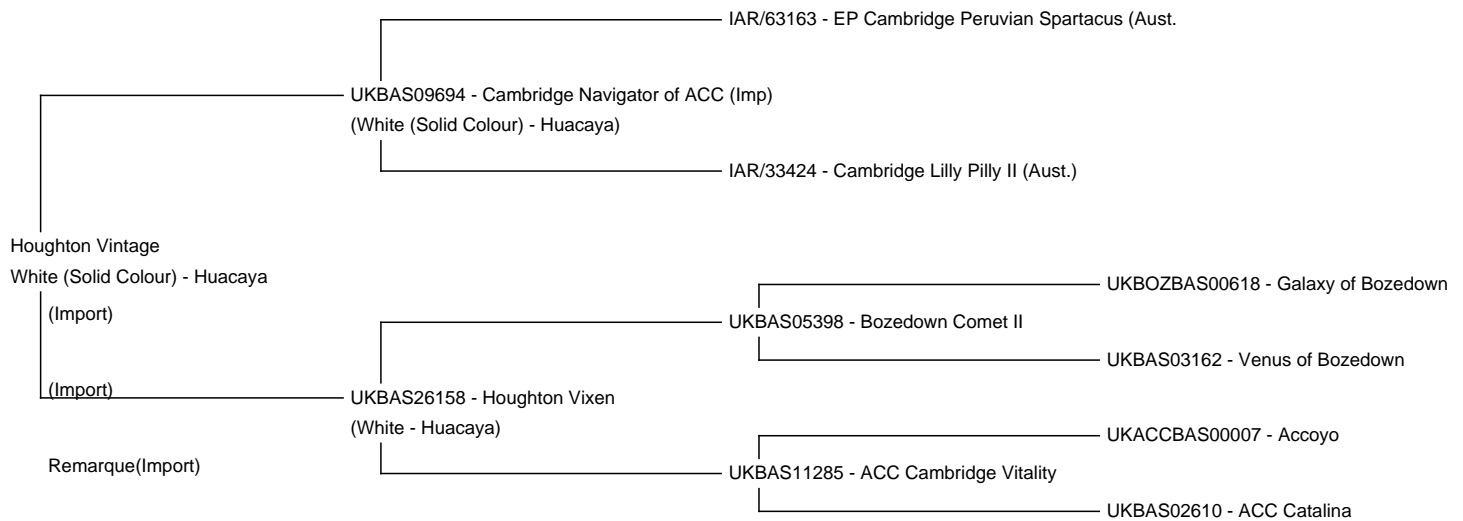 IAR/63163 - EP Cambridge Peruvian Spartacus (Aust.
UKBAS09694 - Cambridge Navigator of ACC (Imp)
(White (Solid Colour) - Huacaya)
IAR/33424 - Cambridge Lilly Pilly II (Aust.)
Houghton Vintage
White (Solid Colour) - Huacaya
UKBOZBAS00618 - Galaxy of Bozedown
(Import)
UKBAS05398 - Bozedown Comet II
UKBAS03162 - Venus of Bozedown
(Import)
UKBAS26158 - Houghton Vixen
(White - Huacaya)
UKACCBAS00007 - Accoyo
Remarque(Import)
UKBAS11285 - ACC Cambridge Vitality
UKBAS02610 - ACC Catalina